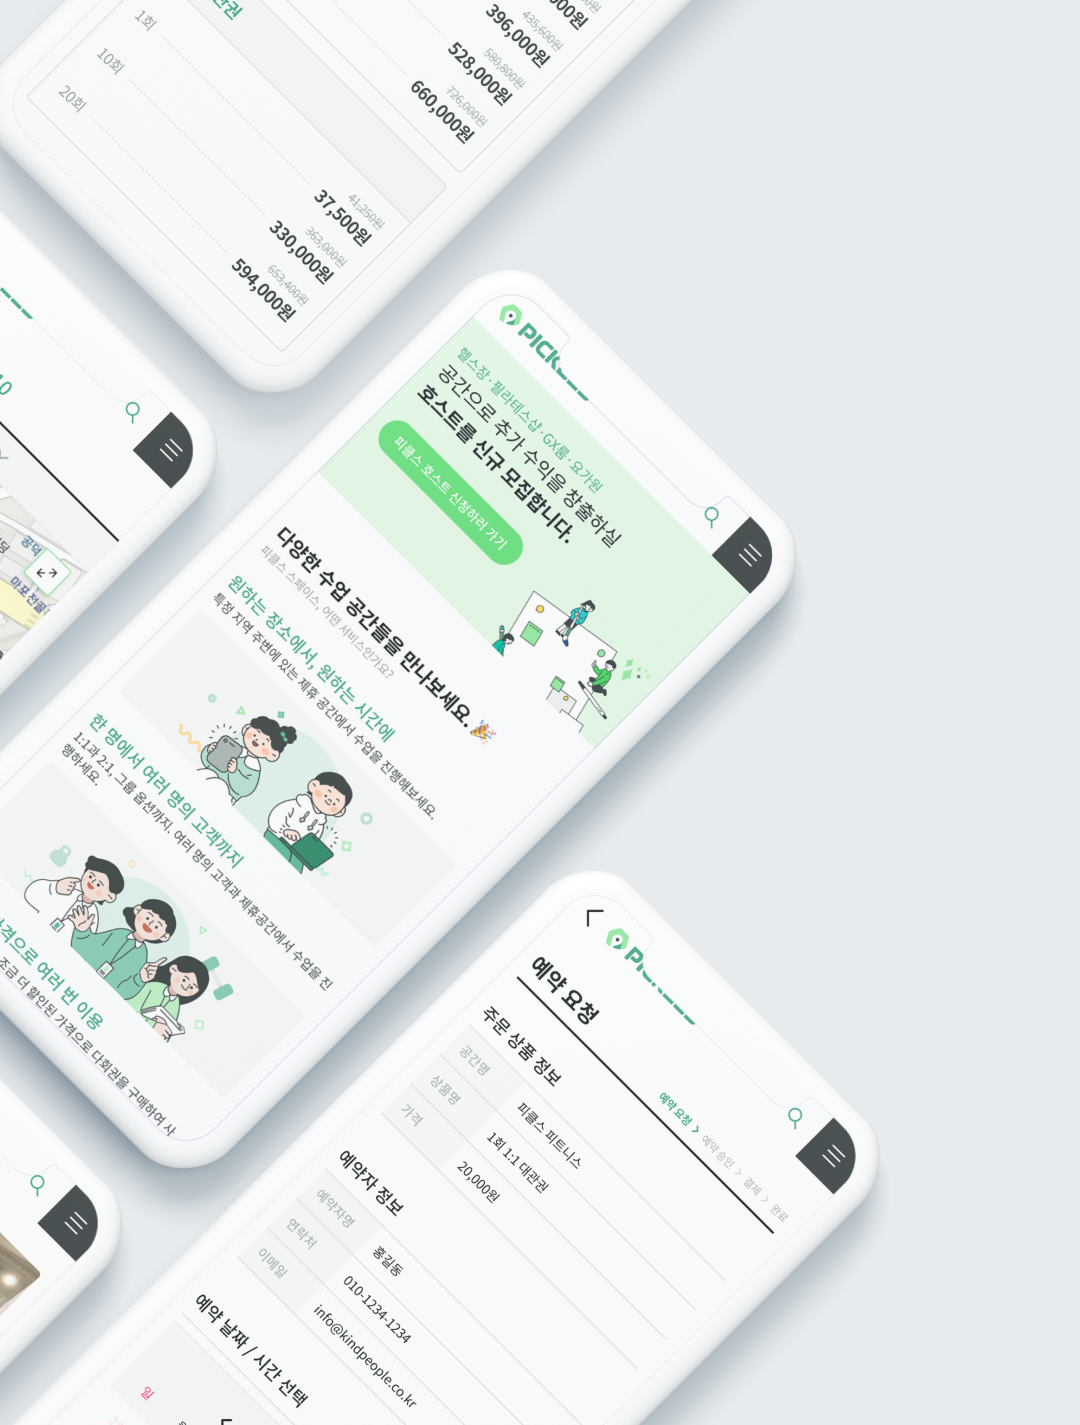 435,600원
396,000원
580,800원
528,000원
726,000원
660,000원
1회
10회
20회
41,250원
37,500원
363,000원
330,000원
653,400원
594,000원
공덕
마포
헬스장·필라테스샵·GX룸·요가원
공간으로 추가 수익을 창출하실
호스트를 신규 모집합니다.
피클스 호스트 신청하러 가기
다양한 수업 공간들을 만나보세요.
피클스 스페이스, 어떤 서비스인가요?
원하는 장소에서, 원하는 시간에
특정 지역 주변에 있는 제휴 공간에서 수업을 진행해보세요.
한 명에서 여러 명의 고객까지
1:1과 2:1, 그룹 옵션까지. 여러 명의 고객과 제휴공간에서 수업을 진
행하세요.
가격으로 여러 번 이용
조금 더 할인된 가격으로 다회권을 구매하여 사
예약 요청
예약 요청 > 예약 승인 > 결제 > 완료
주문 상품 정보
공간명 피클스 피트니스
상품명 1회 1:1 대관권
가격 20,000원
예약자 정보
예약자명 홍길동
연락처 010-1234-1234
이메일 info@kindpeople.co.kr
예약 날짜 / 시간 선택
일